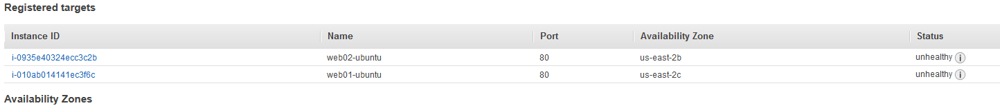 Registered targets
Instance ID Name Port Availability Zone Status
i-0935e40324ecc3c2b web02-ubuntu 80 us-east-2b unhealthy i
i-010ab014141ec3f6c web01-ubuntu 80 us-east-2c unhealthy i
Availability Zones